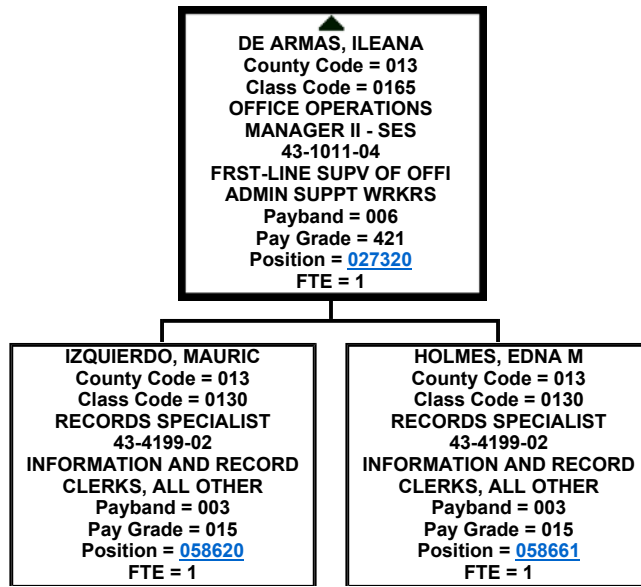 DE ARMAS, ILEANA
County Code = 013
Class Code = 0165
OFFICE OPERATIONS
MANAGER II - SES
43-1011-04
FRST-LINE SUPV OF OFFI
ADMIN SUPPT WRKRS
Payband = 006
Pay Grade = 421
Position = 027320
FTE = 1
IZQUIERDO, MAURIC
County Code = 013
Class Code = 0130
RECORDS SPECIALIST
43-4199-02
INFORMATION AND RECORD
CLERKS, ALL OTHER
Payband = 003
Pay Grade = 015
Position = 058620
FTE = 1
HOLMES, EDNA M
County Code = 013
Class Code = 0130
RECORDS SPECIALIST
43-4199-02
INFORMATION AND RECORD
CLERKS, ALL OTHER
Payband = 003
Pay Grade = 015
Position = 058661
FTE = 1